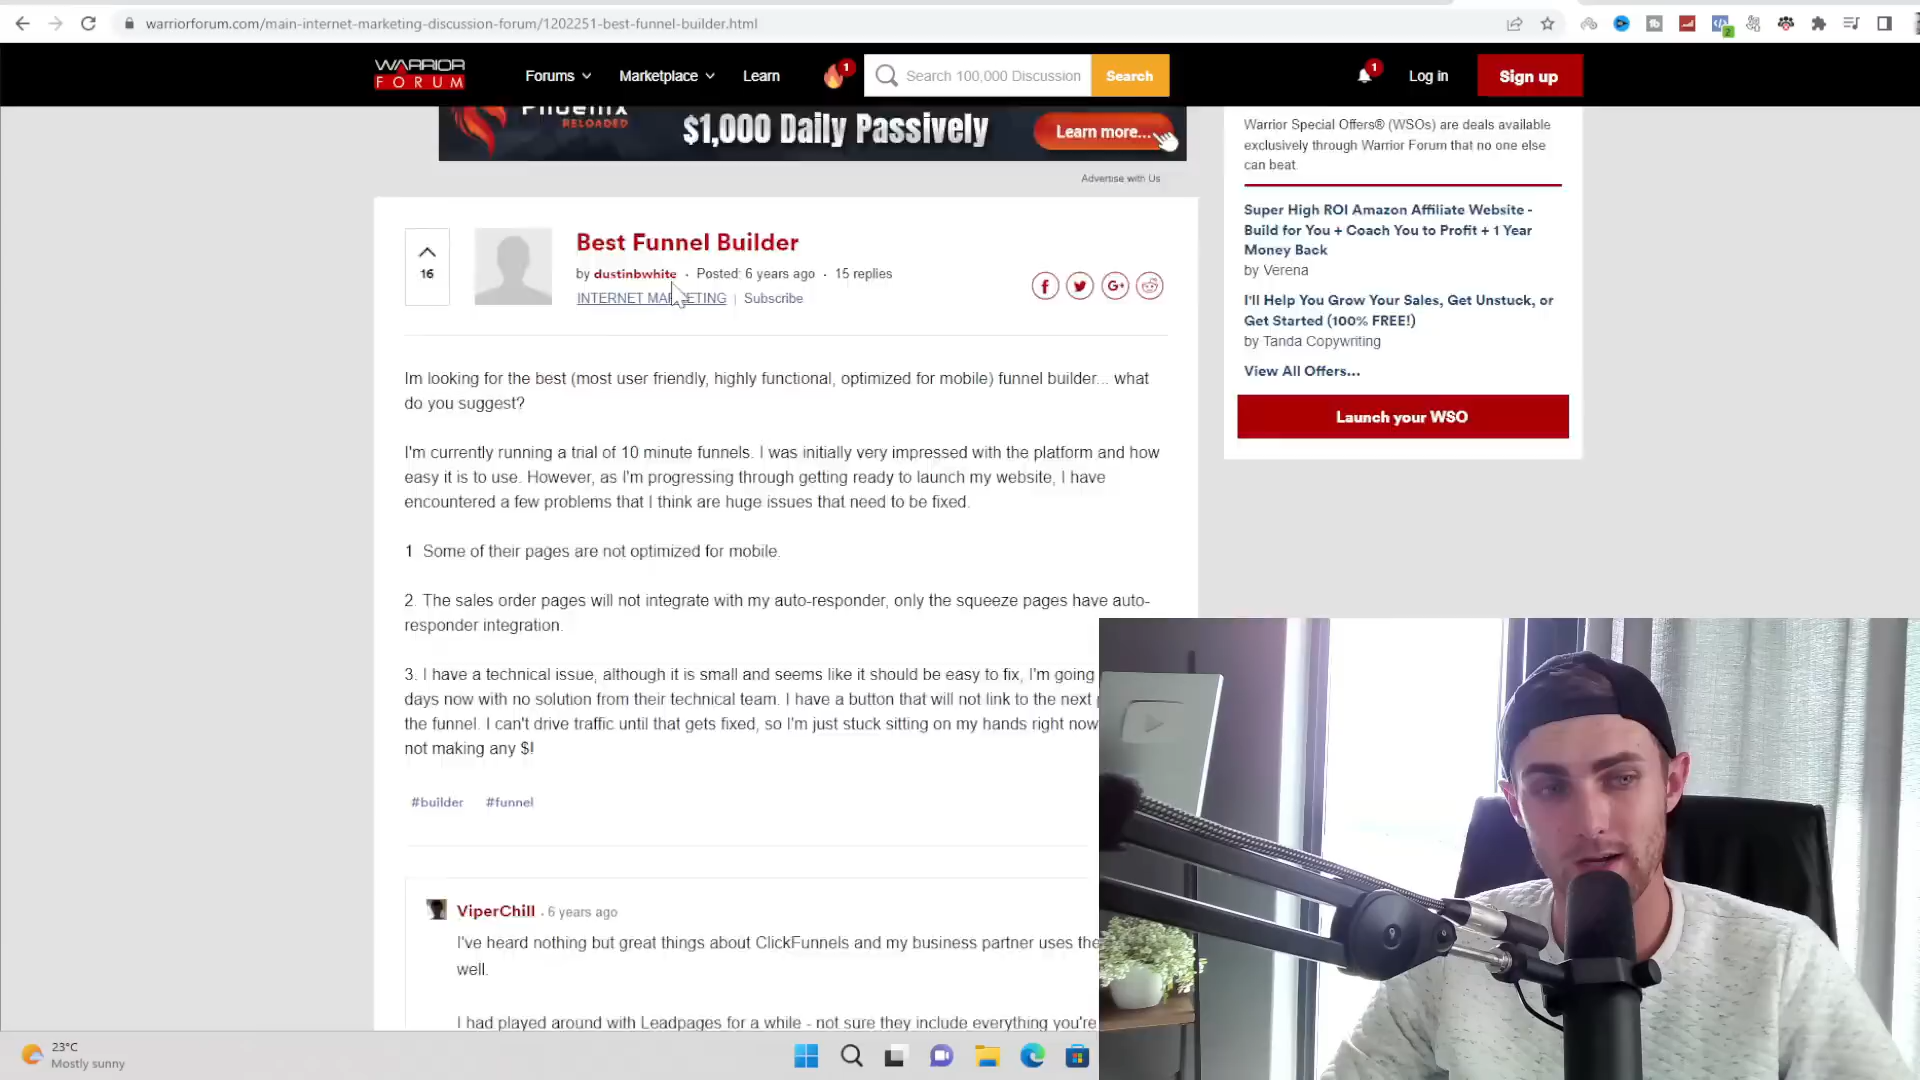 warriorforum.com/main-internet-marketing-discussion-forum/1202251-best-funnel-builder.html
2
WARRIOR
FORUM
Forums
Marketplace
Learn
1
Search 100,000 Discussion
Search
1
Log in
Sign up
RELOADED
$1,000 Daily Passively
Learn more...
Advertise with Us
Warrior Special Offers® (WSOs) are deals available
exclusively through Warrior Forum that no one else
can beat.
Super High ROI Amazon Affiliate Website -
Build for You + Coach You to Profit + 1 Year
Money Back
by Verena
I'll Help You Grow Your Sales, Get Unstuck, or
Get Started (100% FREE!)
by Tanda Copywriting
View All Offers...
Launch your WSO
16
Best Funnel Builder
by dustinbwhite · Posted: 6 years ago · 15 replies
INTERNET MARKETING | Subscribe
Im looking for the best (most user friendly, highly functional, optimized for mobile) funnel builder... what
do you suggest?
I'm currently running a trial of 10 minute funnels. I was initially very impressed with the platform and how
easy it is to use. However, as I'm progressing through getting ready to launch my website, I have
encountered a few problems that I think are huge issues that need to be fixed.
1 Some of their pages are not optimized for mobile.
2. The sales order pages will not integrate with my auto-responder, only the squeeze pages have auto-
responder integration.
3. I have a technical issue, although it is small and seems like it should be easy to fix, I'm going
days now with no solution from their technical team. I have a button that will not link to the next
the funnel. I can't drive traffic until that gets fixed, so I'm just stuck sitting on my hands right now
not making any $!
#builder #funnel
ViperChill · 6 years ago
I've heard nothing but great things about ClickFunnels and my business partner uses the
well.
I had played around with Leadpages for a while - not sure they include everything you're
23°C
Mostly sunny